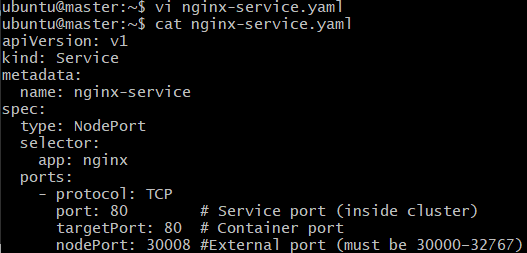 ubuntu@master:~$ vi nginx-service.yaml
ubuntu@master:~$ cat nginx-service.yaml
apiVersion: v1
kind: Service
metadata:
  name: nginx-service
spec:
  type: NodePort
  selector:
    app: nginx
  ports:
    - protocol: TCP
      port: 80        # Service port (inside cluster)
      targetPort: 80  # Container port
      nodePort: 30008 #External port (must be 30000-32767)